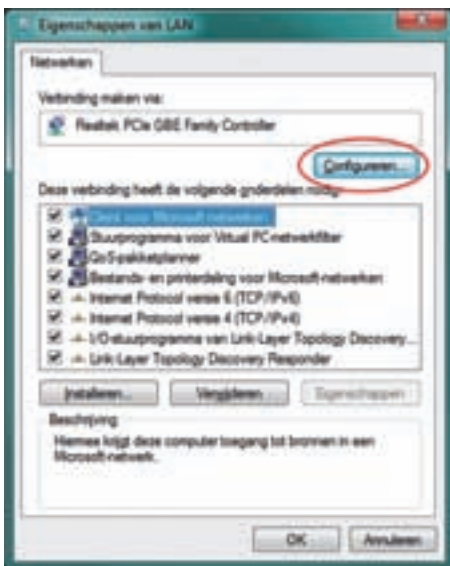 Eigenschappen van LAN
Netwerken
Verbinding maken via:
Realtek PCIe GBE Family Controller
Configureren...
Deze verbinding heeft de volgende onderdelen nodig:
Client voor Microsoft-netwerken
Stuurprogramma voor Virtual PC-netwerkfilter
QoS-pakketplanner
Bestands- en printerdeling voor Microsoft-netwerken
Internet Protocol versie 6 (TCP/IPv6)
Internet Protocol versie 4 (TCP/IPv4)
I/O-stuurprogramma van Link-Layer Topology Discovery...
Link-Layer Topology Discovery Responder
Installeren... Verwijderen Eigenschappen
Beschrijving
Hiermee krijgt deze computer toegang tot bronnen in een
Microsoft-netwerk.
OK Annuleren